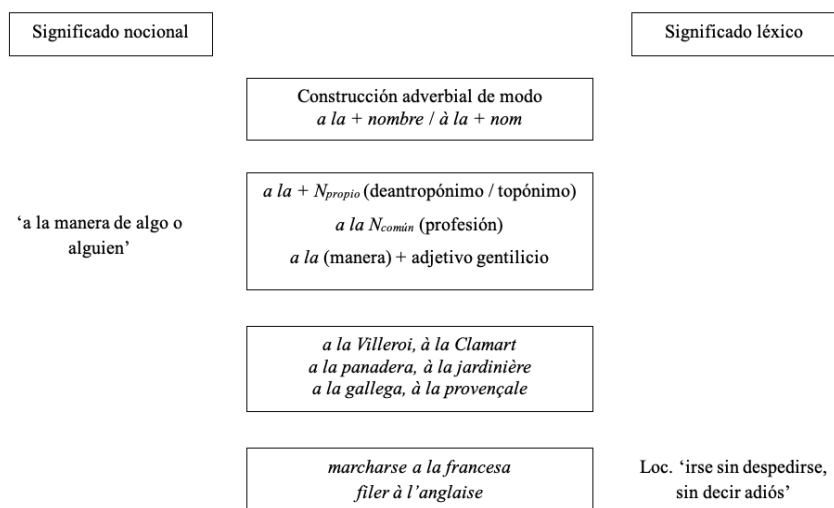 Significado nocional
Significado léxico
Construcción adverbial de modo
a la + nombre / à la + nom
a la + Npropio (deantropónimo / topónimo)
a la Ncomún (profesión)
a la (manera) + adjetivo gentilicio
‘a la manera de algo o
alguien’
a la Villeroi, à la Clamart
a la panadera, à la jardinière
a la gallega, à la provençale
marcharse a la francesa
filer à l’anglaise
Loc. ‘irse sin despedirse,
sin decir adiós’